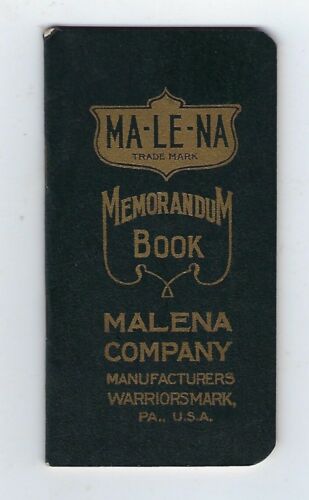 MA-LE-NA
TRADE MARK
MEMORANDUM
BOOK
MALENA
COMPANY
MANUFACTURERS
WARRIORSMARK,
PA., U.S.A.